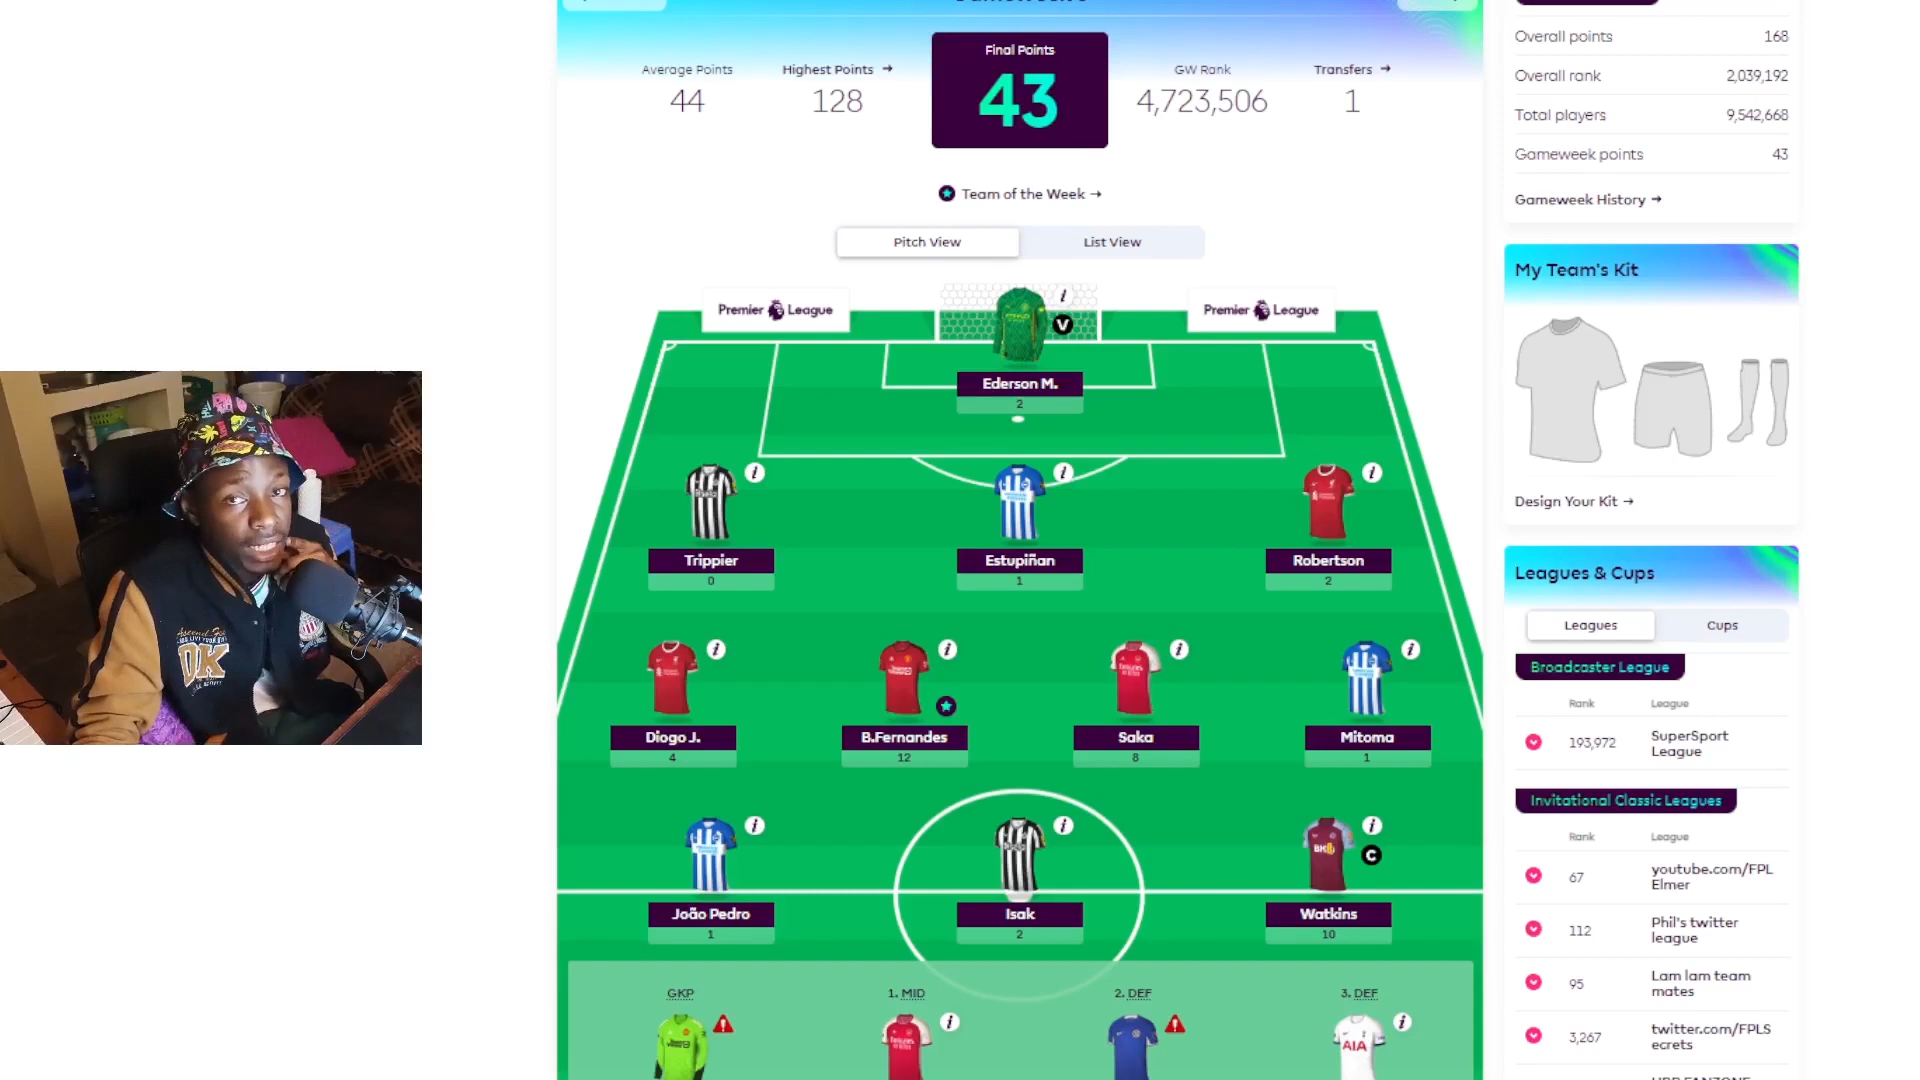 Average Points
44
Highest Points →
128
Final Points
43
GW Rank
4,723,506
Transfers →
1
Team of the Week →
Pitch View
List View
Premier League
Premier League
V
Ederson M.
2
Trippier
0
Estupiñan
1
Robertson
2
Diogo J.
4
B.Fernandes
12
Saka
8
Mitoma
1
João Pedro
1
Isak
2
C
Watkins
10
GKP
1. MID
2. DEF
3. DEF
AIA
Overall points 168
Overall rank 2,039,192
Total players 9,542,668
Gameweek points 43
Gameweek History →
My Team's Kit
Design Your Kit →
Leagues & Cups
Leagues
Cups
Broadcaster League
Rank League
193,972 SuperSport
League
Invitational Classic Leagues
Rank League
67 youtube.com/FPL
Elmer
112 Phil's twitter
league
95 Lam lam team
mates
3,267 twitter.com/FPLS
ecrets
DK